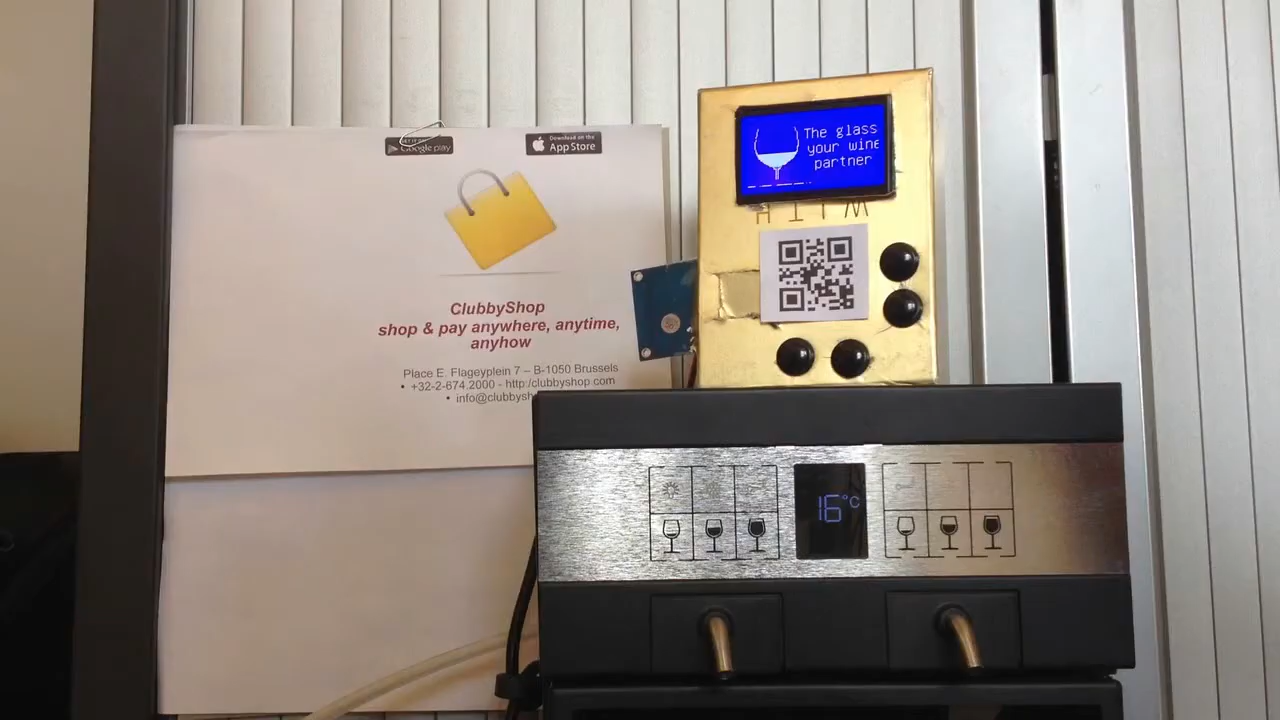 Google play
Download on the
App Store
ClubbyShop
shop & pay anywhere, anytime,
anyhow
Place E. Flageyplein 7 – B-1050 Brussels
• +32-2-674.2000 - http:/clubbyshop com
• info@clubbysh
The glass
your wine
partner
16°C